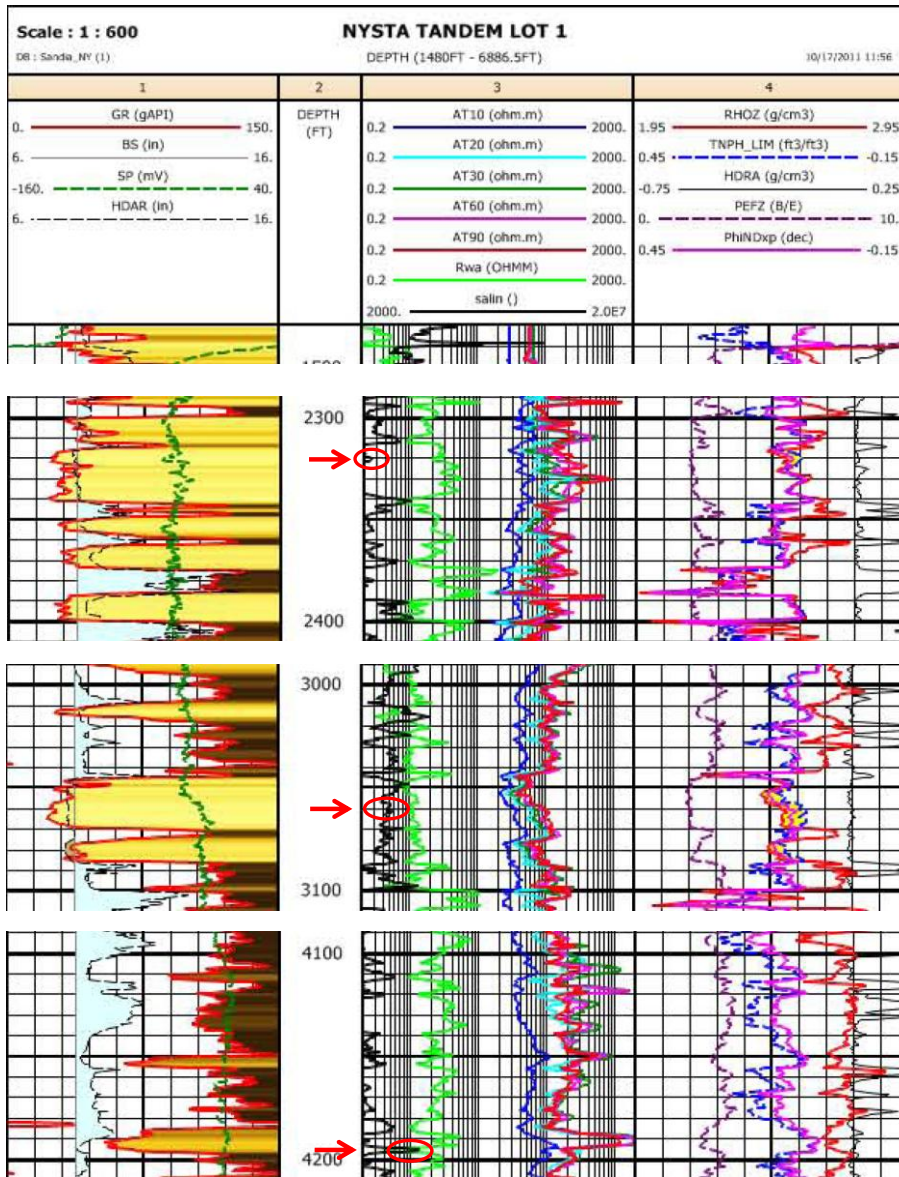 Scale : 1 : 600
NYSTA TANDEM LOT 1
DB : Sandia_NY (1)
DEPTH (1480FT - 6886.5FT)
10/17/2011 11:56
1
2
3
4
GR (gAPI)
0. 150.
BS (in)
6. 16.
SP (mV)
-160. 40.
HDAR (in)
6. 16.
DEPTH
(FT)
AT10 (ohm.m)
0.2 2000.
AT20 (ohm.m)
0.2 2000.
AT30 (ohm.m)
0.2 2000.
AT60 (ohm.m)
0.2 2000.
AT90 (ohm.m)
0.2 2000.
Rwa (OHMM)
0.2 2000.
salin ()
2000. 2.0E7
RHOZ (g/cm3)
1.95 2.95
TNPH_LIM (ft3/ft3)
0.45 -0.15
HDRA (g/cm3)
-0.75 0.25
PEFZ (B/E)
0. 10.
PhiNDxp (dec)
0.45 -0.15
2300
2400
3000
3100
4100
4200